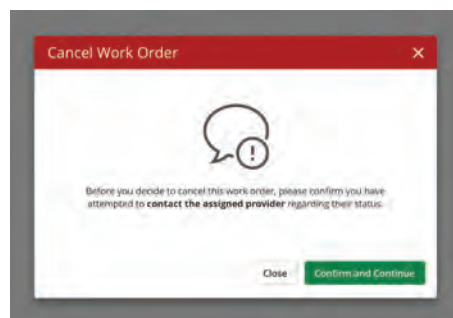 Cancel Work Order
Before you decide to cancel this work order, please confirm you have
attempted to contact the assigned provider regarding their status.
Close
Confirm and Continue